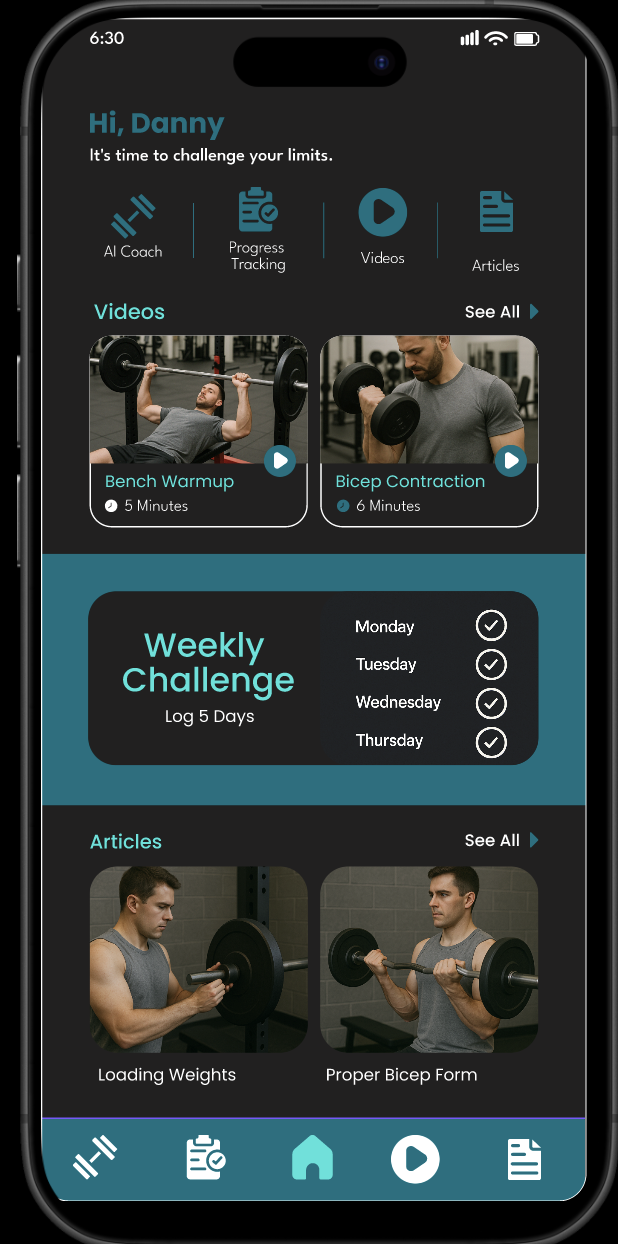 6:30
Hi, Danny
It's time to challenge your limits.
AI Coach
Progress
Tracking
Videos
Articles
Videos
See All
Bench Warmup
5 Minutes
Bicep Contraction
6 Minutes
Weekly
Challenge
Log 5 Days
Monday
Tuesday
Wednesday
Thursday
Articles
See All
Loading Weights
Proper Bicep Form